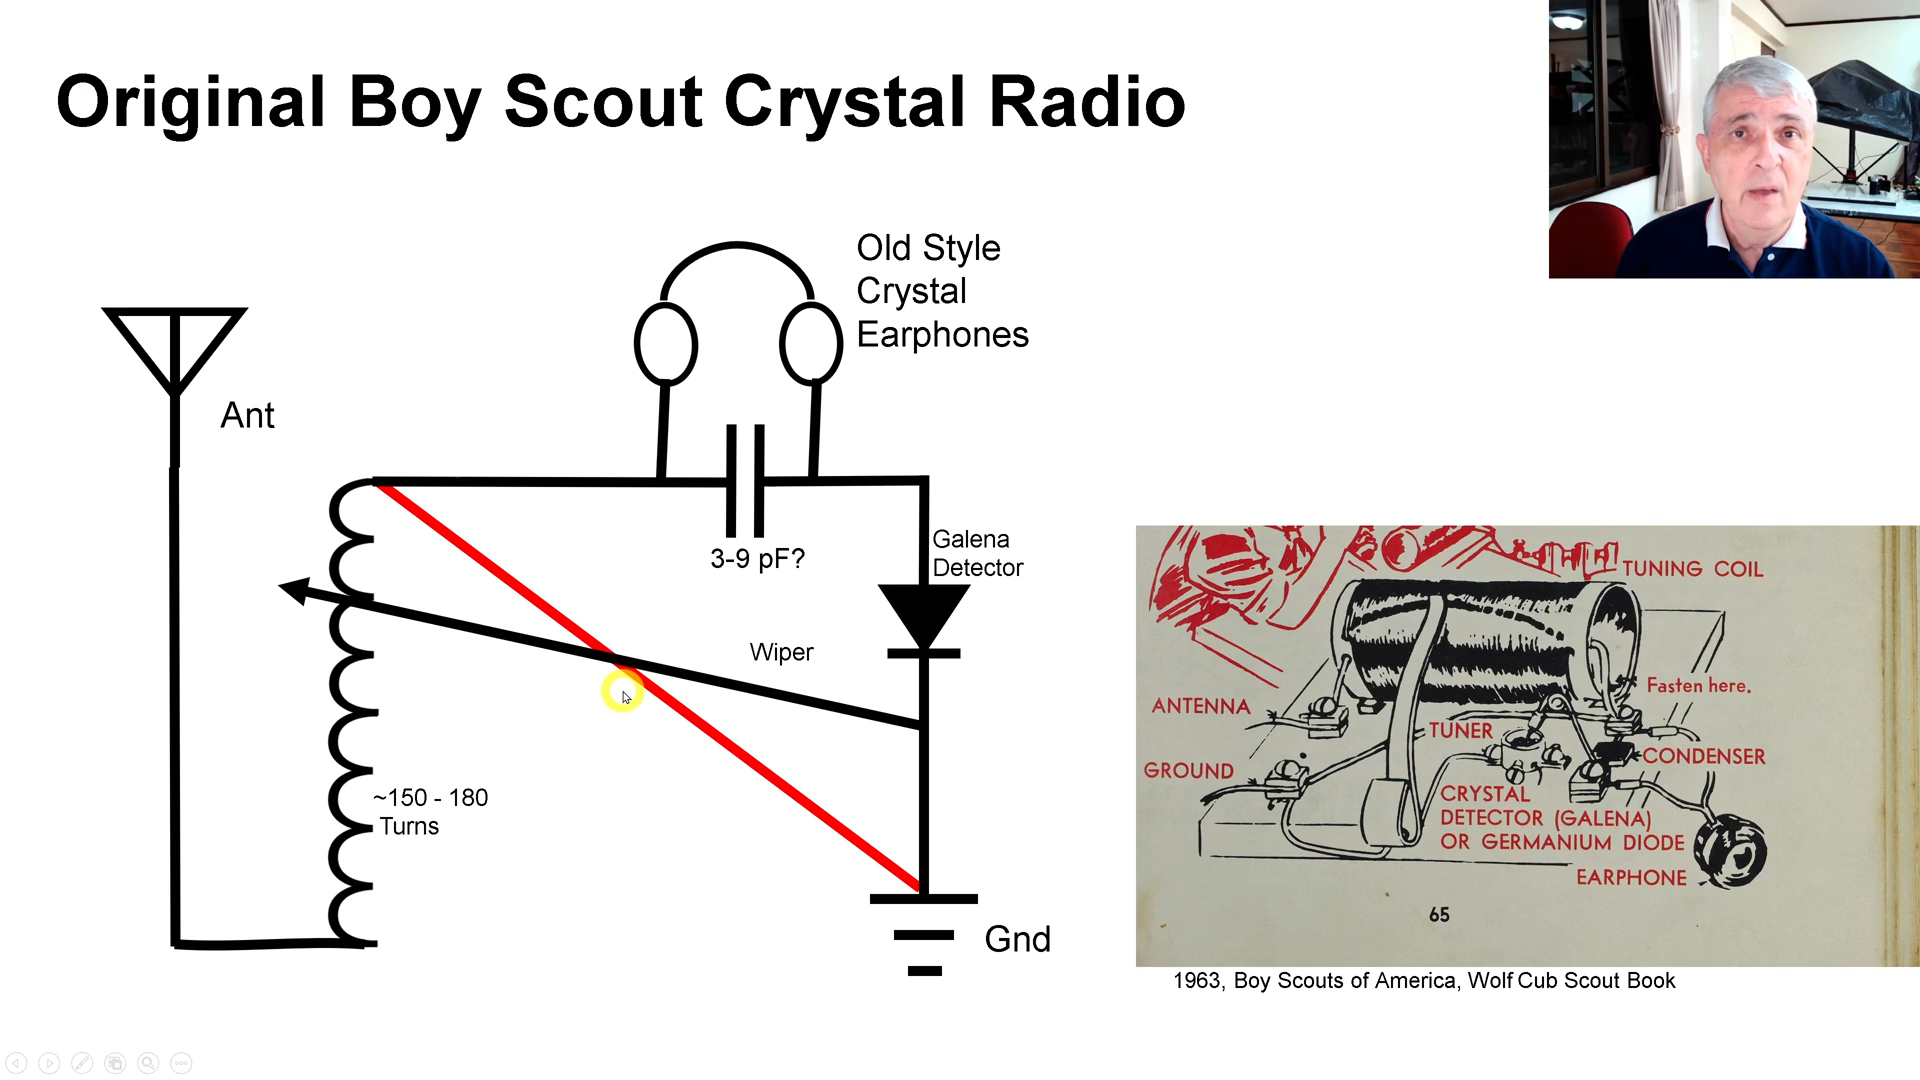 Original Boy Scout Crystal Radio
Old Style
Crystal
Earphones
Ant
3-9 pF?
Galena
Detector
Wiper
~150 - 180
Turns
Gnd
TUNING COIL
Fasten here.
ANTENNA
TUNER
CONDENSER
GROUND
CRYSTAL
DETECTOR (GALENA)
OR GERMANIUM DIODE
EARPHONE
65
1963, Boy Scouts of America, Wolf Cub Scout Book